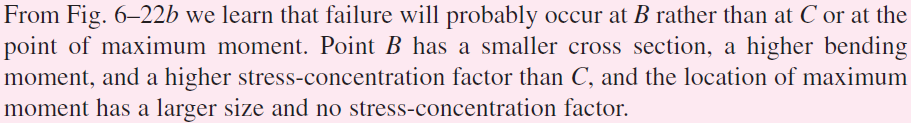 From Fig. 6–22b we learn that failure will probably occur at B rather than at C or at the
point of maximum moment. Point B has a smaller cross section, a higher bending
moment, and a higher stress-concentration factor than C, and the location of maximum
moment has a larger size and no stress-concentration factor.